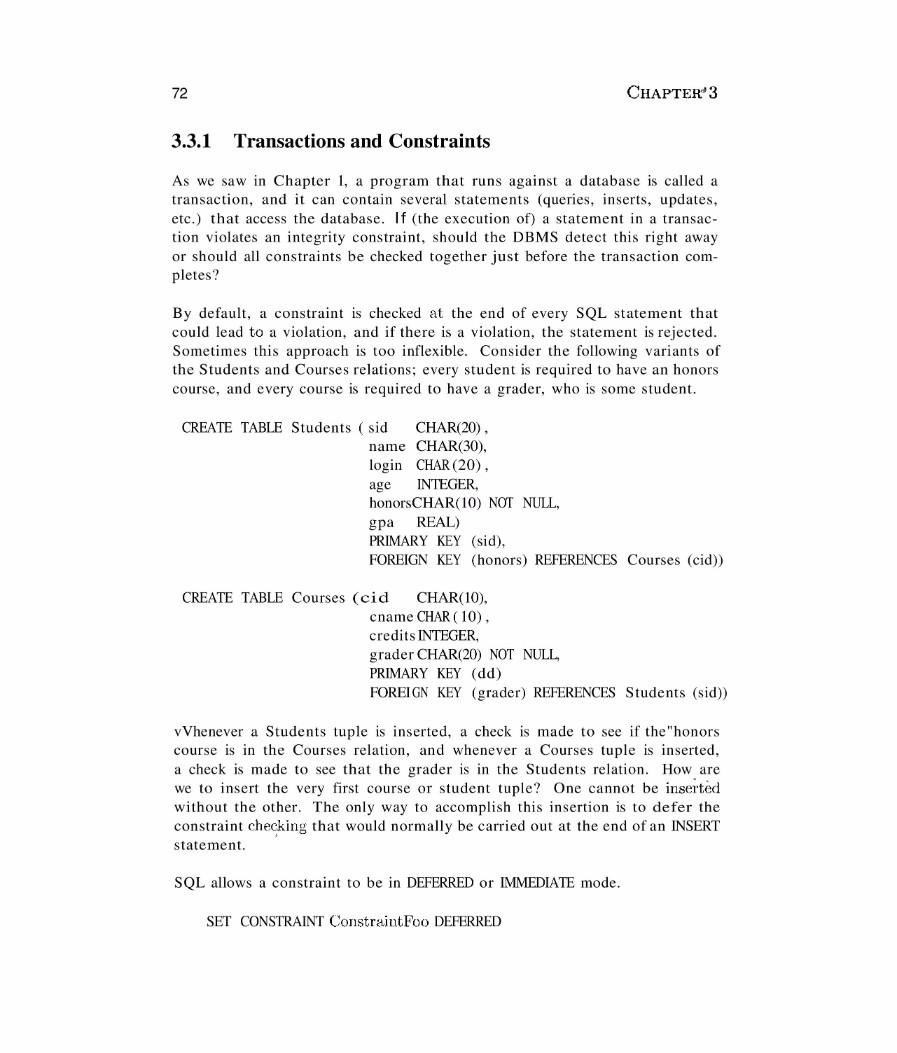 72 CHAPTER 3
3.3.1 Transactions and Constraints
As we saw in Chapter 1, a program that runs against a database is called a
transaction, and it can contain several statements (queries, inserts, updates,
etc.) that access the database. If (the execution of) a statement in a transac-
tion violates an integrity constraint, should the DBMS detect this right away
or should all constraints be checked together just before the transaction com-
pletes?
By default, a constraint is checked at the end of every SQL statement that
could lead to a violation, and if there is a violation, the statement is rejected.
Sometimes this approach is too inflexible. Consider the following variants of
the Students and Courses relations; every student is required to have an honors
course, and every course is required to have a grader, who is some student.
CREATE TABLE Students ( sid CHAR(20) ,
name CHAR(30),
login CHAR (20) ,
age INTEGER,
honorsCHAR(10) NOT NULL,
gpa REAL)
PRIMARY KEY (sid),
FOREIGN KEY (honors) REFERENCES Courses (cid))
CREATE TABLE Courses (cid CHAR(10),
cname CHAR ( 10) ,
credits INTEGER,
grader CHAR(20) NOT NULL,
PRIMARY KEY (dd)
FOREIGN KEY (grader) REFERENCES Students (sid))
vVhenever a Students tuple is inserted, a check is made to see if the"honors
course is in the Courses relation, and whenever a Courses tuple is inserted,
a check is made to see that the grader is in the Students relation. How are
we to insert the very first course or student tuple? One cannot be inserted
without the other. The only way to accomplish this insertion is to defer the
constraint checking that would normally be carried out at the end of an INSERT
statement.
SQL allows a constraint to be in DEFERRED or IMMEDIATE mode.
SET CONSTRAINT ConstraintFoo DEFERRED